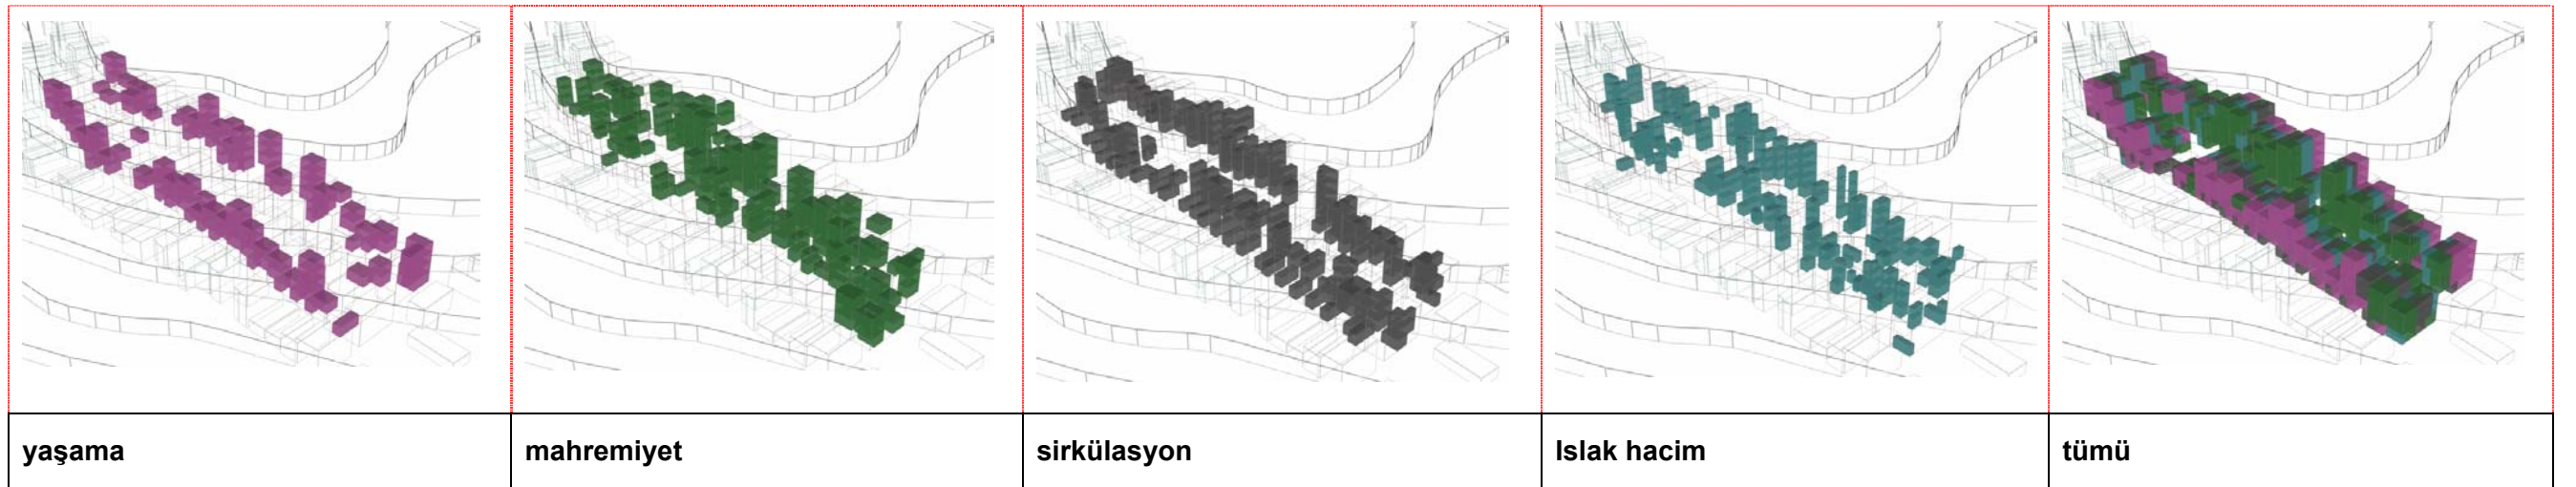 yaşama
mahremiyet
sirkülasyon
Islak hacim
tümü